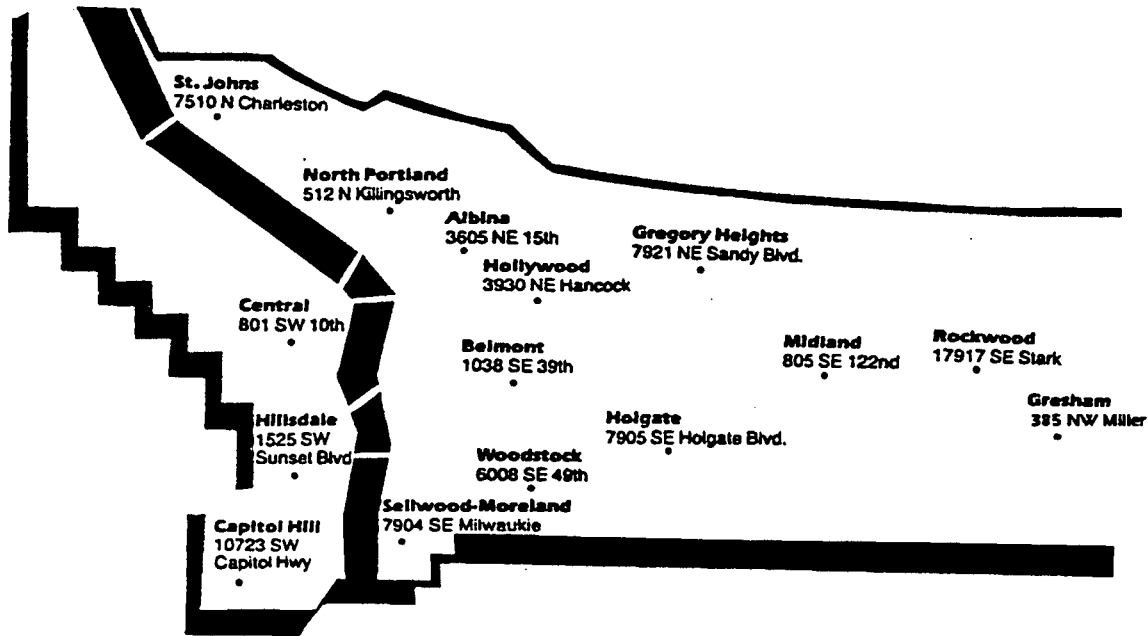 St. Johns
7510 N Charleston
North Portland
512 N Killingsworth
Albina
3605 NE 15th
Gregory Heights
7921 NE Sandy Blvd.
Hollywood
3930 NE Hancock
Central
801 SW 10th
Belmont
1038 SE 39th
Midland
805 SE 122nd
Rockwood
17917 SE Stark
Gresham
385 NW Miller
Hillsdale
1525 SW
Sunset Blvd
Holgate
7905 SE Holgate Blvd.
Woodstock
6008 SE 49th
Sellwood-Moreland
7904 SE Milwaukie
Capitol Hill
10723 SW
Capitol Hwy